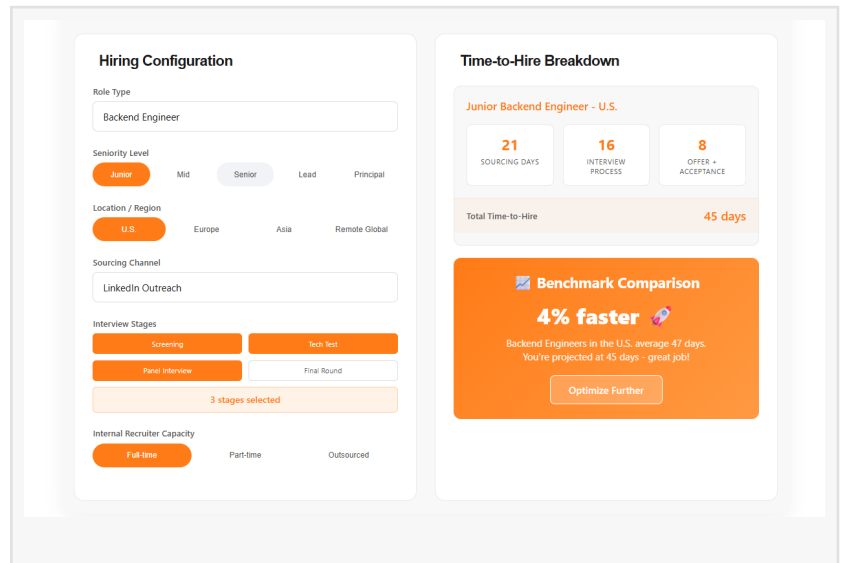 Hiring Configuration
Role Type
Backend Engineer
Seniority Level
Junior Mid Senior Lead Principal
Location / Region
U.S. Europe Asia Remote Global
Sourcing Channel
LinkedIn Outreach
Interview Stages
Screening Tech Test
Panel Interview Final Round
3 stages selected
Internal Recruiter Capacity
Full-time Part-time Outsourced
Time-to-Hire Breakdown
Junior Backend Engineer - U.S.
21 16 8
SOURCING DAYS INTERVIEW PROCESS OFFER + ACCEPTANCE
Total Time-to-Hire 45 days
📈 Benchmark Comparison
4% faster 🚀
Backend Engineers in the U.S. average 47 days.
You're projected at 45 days - great job!
Optimize Further